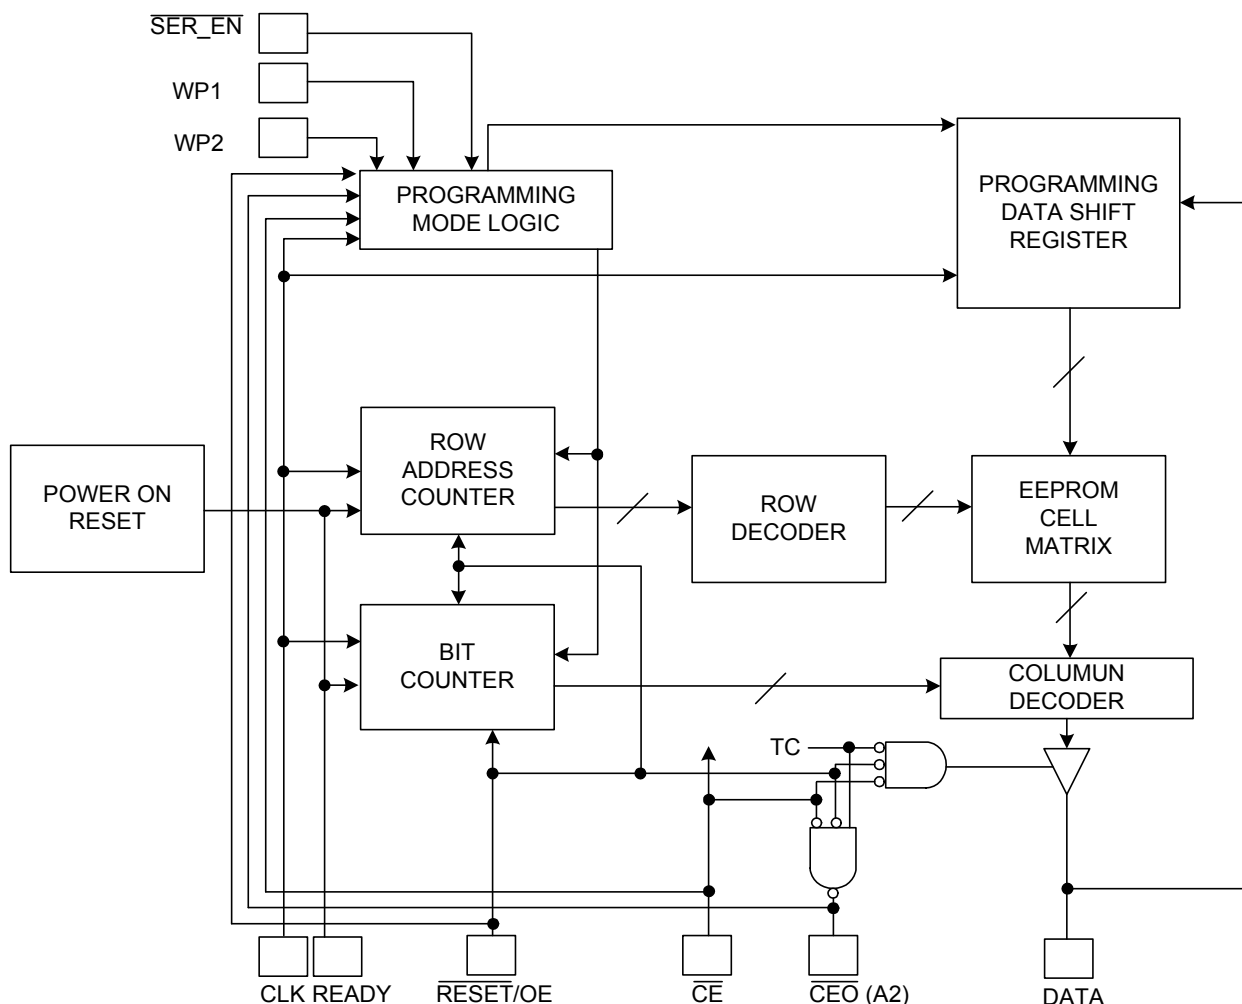 SER_EN
WP1
WP2
PROGRAMMING
MODE LOGIC
PROGRAMMING
DATA SHIFT
REGISTER
POWER ON
RESET
ROW
ADDRESS
COUNTER
ROW
DECODER
EEPROM
CELL
MATRIX
BIT
COUNTER
COLUMUN
DECODER
TC
CLK READY
RESET/OE
CE
CEO (A2)
DATA